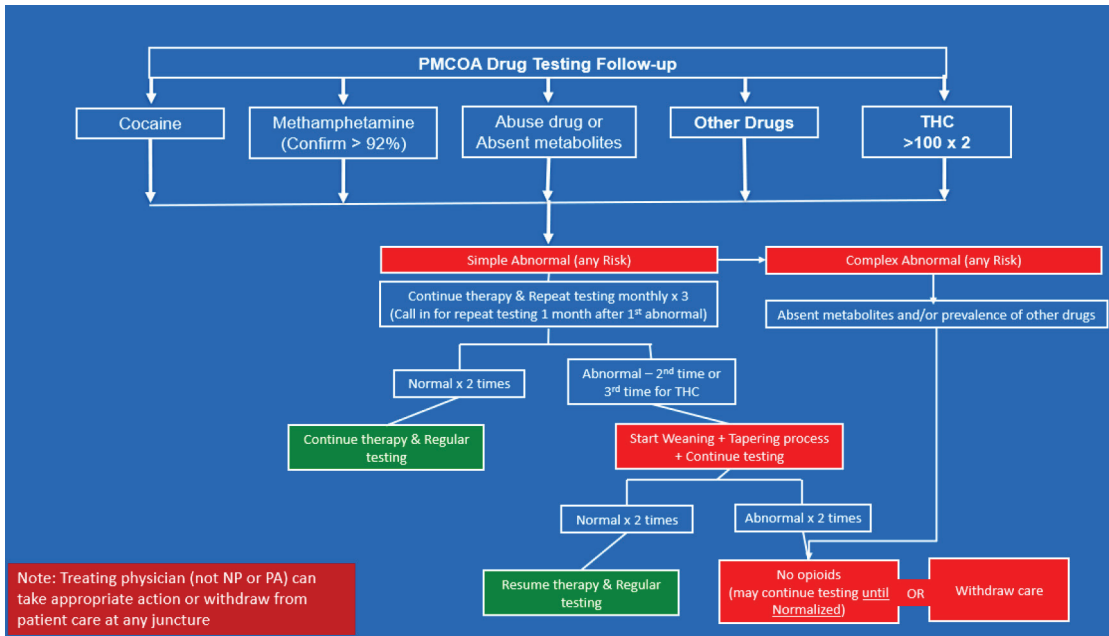 PMCOA Drug Testing Follow-up
Cocaine
Methamphetamine
(Confirm > 92%)
Abuse drug or
Absent metabolites
Other Drugs
THC
>100 x 2
Simple Abnormal (any Risk)
Complex Abnormal (any Risk)
Continue therapy & Repeat testing monthly x 3
(Call in for repeat testing 1 month after 1st abnormal)
Absent metabolites and/or prevalence of other drugs
Normal x 2 times
Abnormal – 2nd time or
3rd time for THC
Continue therapy & Regular
testing
Start Weaning + Tapering process
+ Continue testing
Normal x 2 times
Abnormal x 2 times
Resume therapy & Regular
testing
No opioids
(may continue testing until
Normalized)
OR
Withdraw care
Note: Treating physician (not NP or PA) can
take appropriate action or withdraw from
patient care at any juncture